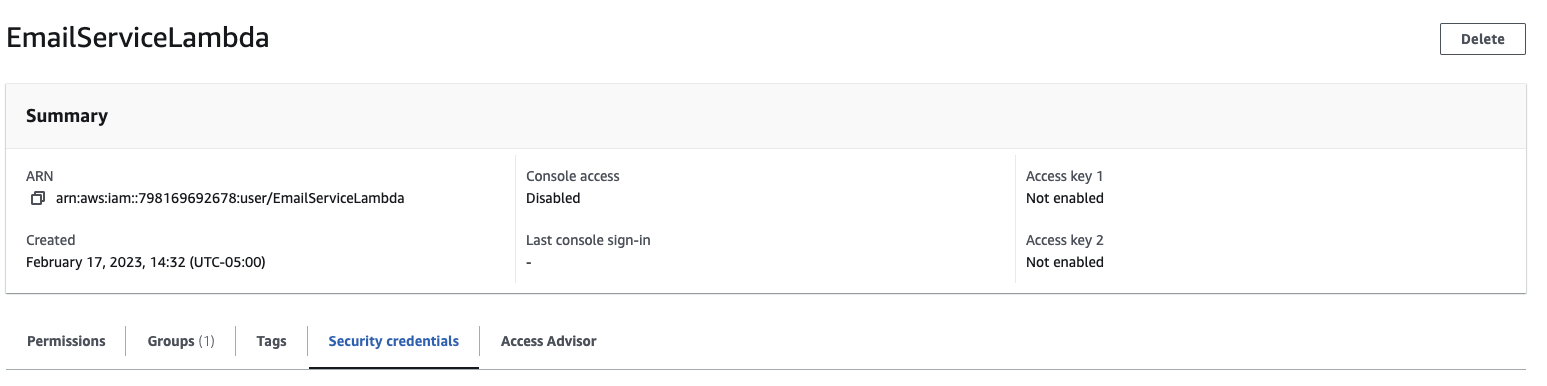 EmailServiceLambda
Delete
Summary
ARN
arn:aws:iam::798169692678:user/EmailServiceLambda
Console access
Disabled
Access key 1
Not enabled
Created
February 17, 2023, 14:32 (UTC-05:00)
Last console sign-in
-
Access key 2
Not enabled
Permissions
Groups (1)
Tags
Security credentials
Access Advisor